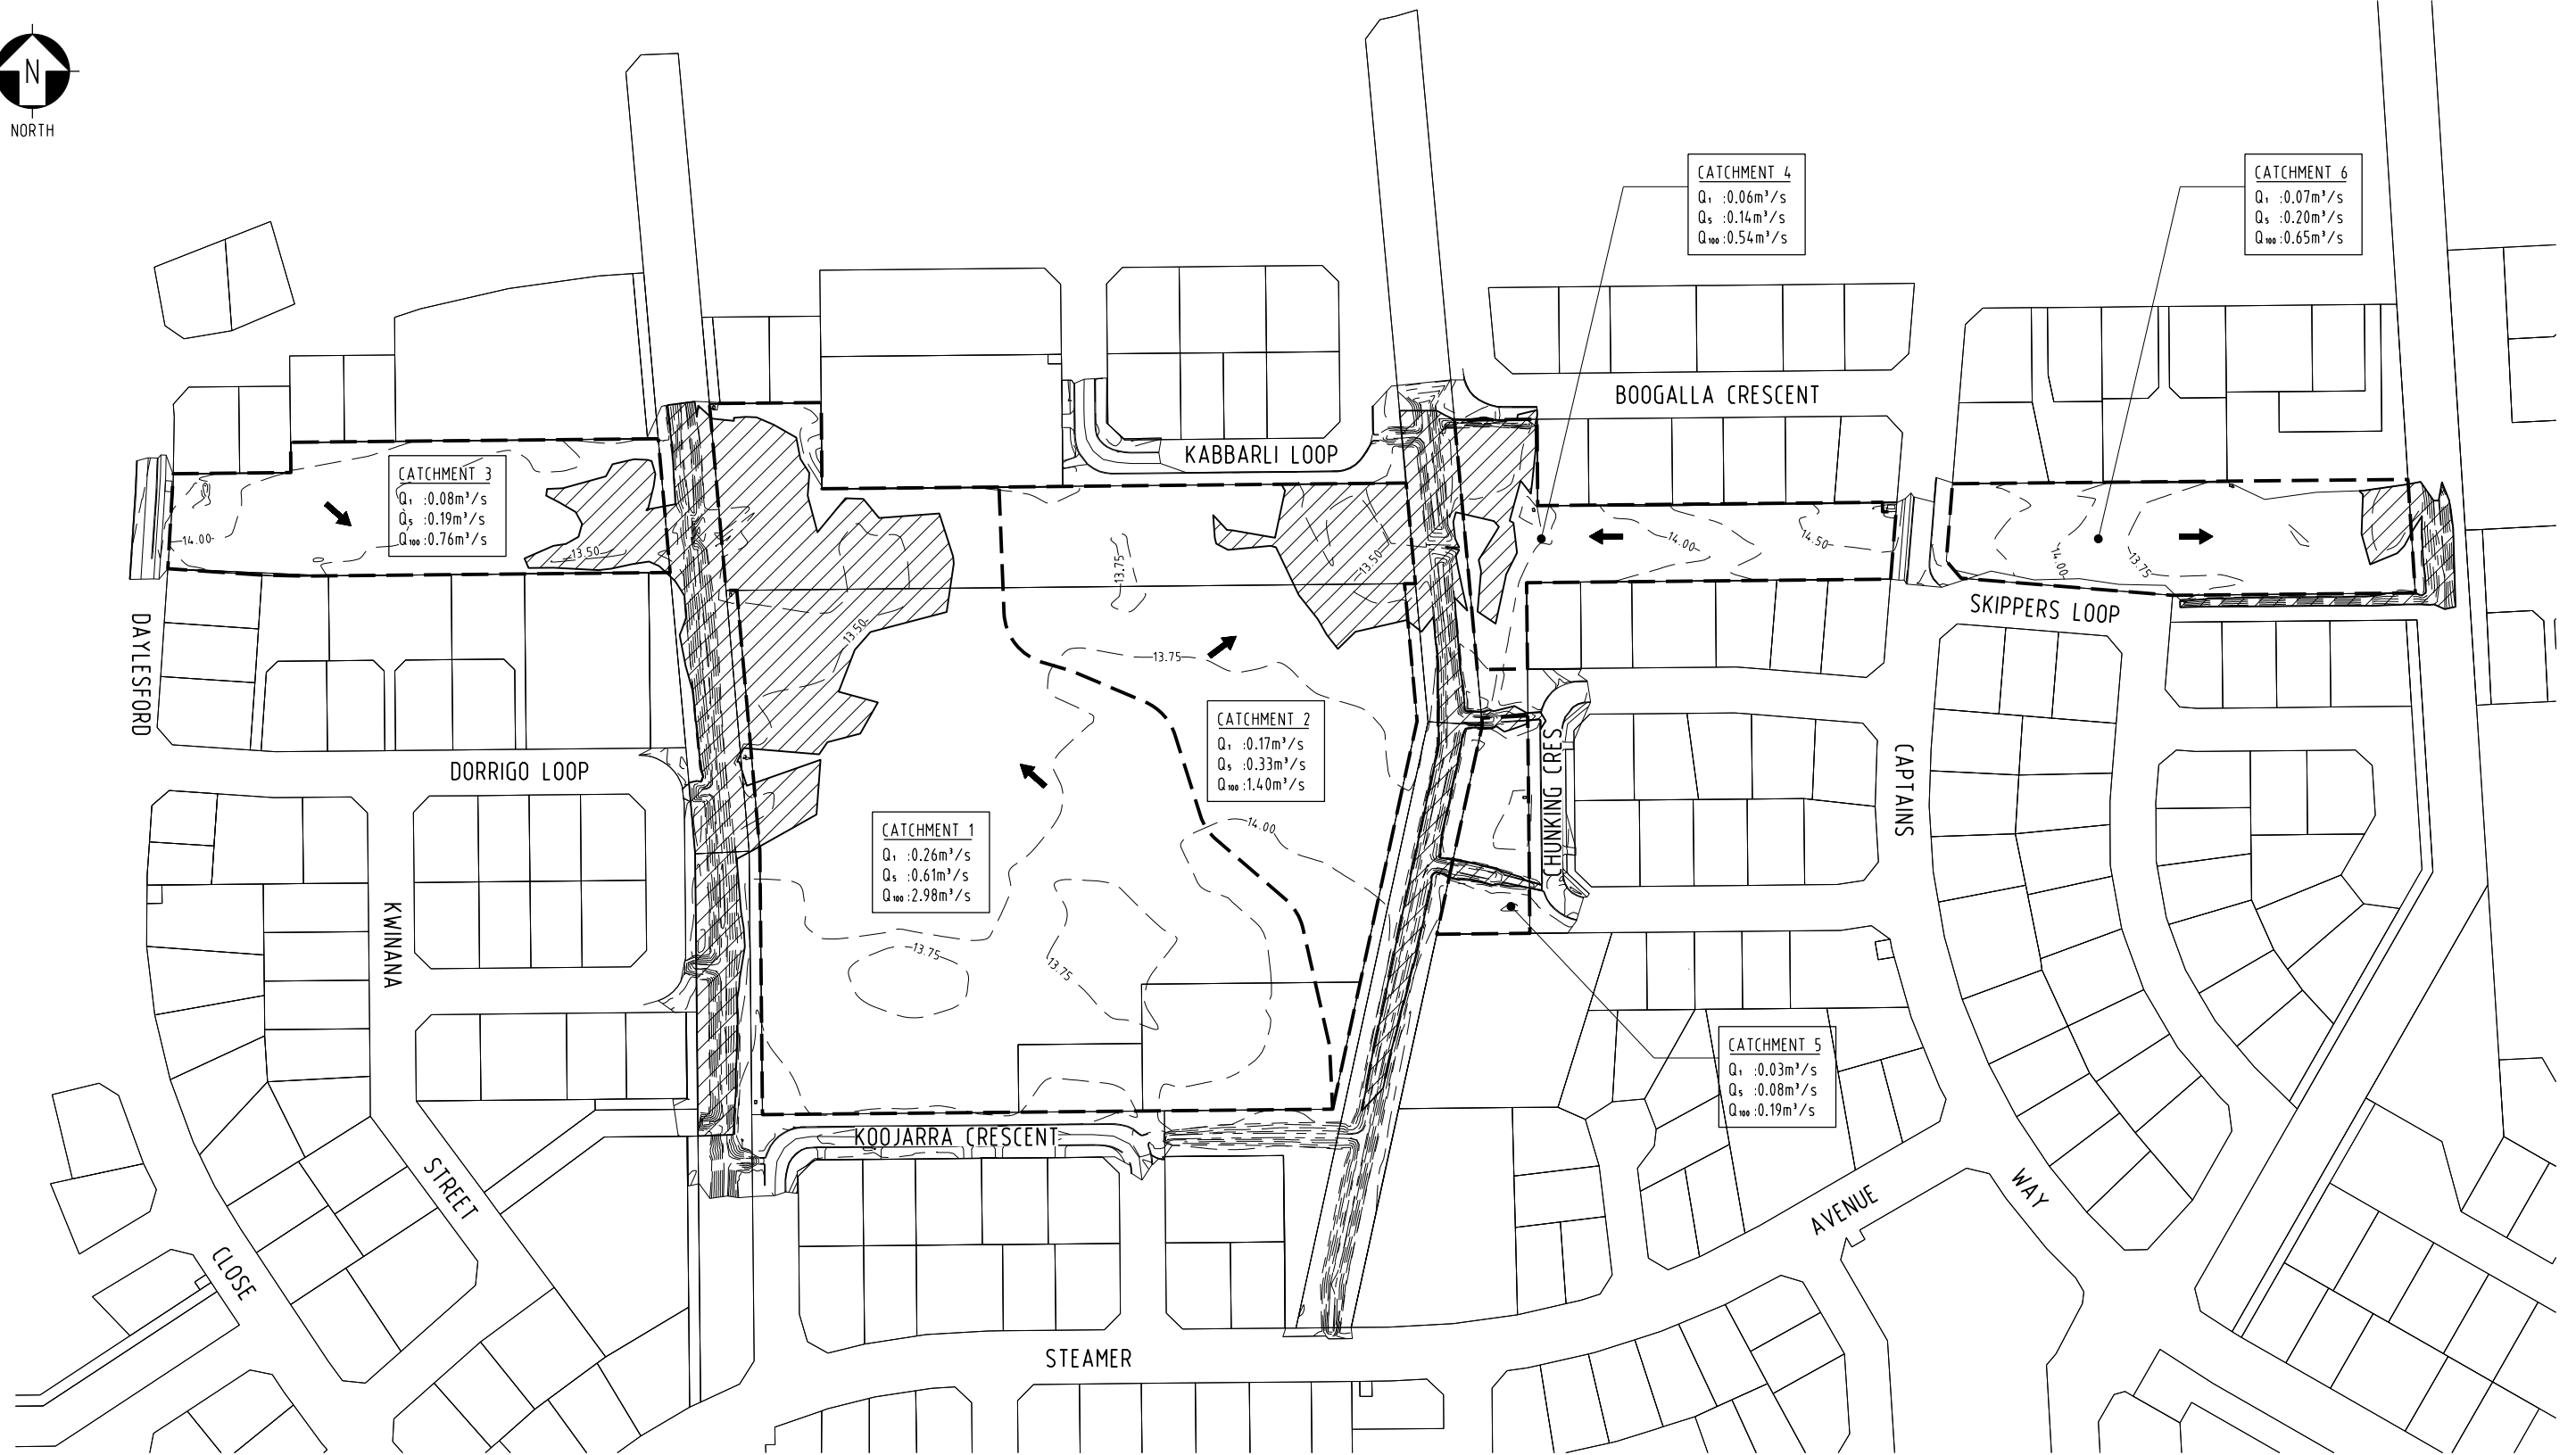 N
NORTH
CATCHMENT 4
Q₁ :0.06m³/s
Q₅ :0.14m³/s
Q₁₀₀ :0.54m³/s
CATCHMENT 6
Q₁ :0.07m³/s
Q₅ :0.20m³/s
Q₁₀₀ :0.65m³/s
BOOGALLA CRESCENT
KABBARLI LOOP
CATCHMENT 3
Q₁ :0.08m³/s
Q₅ :0.19m³/s
Q₁₀₀ :0.76m³/s
14.00
13.50
13.75
13.50
14.00
14.50
14.00
13.75
SKIPPERS LOOP
DAYLESFORD
13.50
13.75
DORRIGO LOOP
CATCHMENT 2
Q₁ :0.17m³/s
Q₅ :0.33m³/s
Q₁₀₀ :1.40m³/s
CHUNKING CRES
CAPTAINS
CATCHMENT 1
Q₁ :0.26m³/s
Q₅ :0.61m³/s
Q₁₀₀ :2.98m³/s
14.00
KWINANA
13.75
13.75
CATCHMENT 5
Q₁ :0.03m³/s
Q₅ :0.08m³/s
Q₁₀₀ :0.19m³/s
KOOJARRA CRESCENT
STREET
AVENUE
WAY
CLOSE
STEAMER